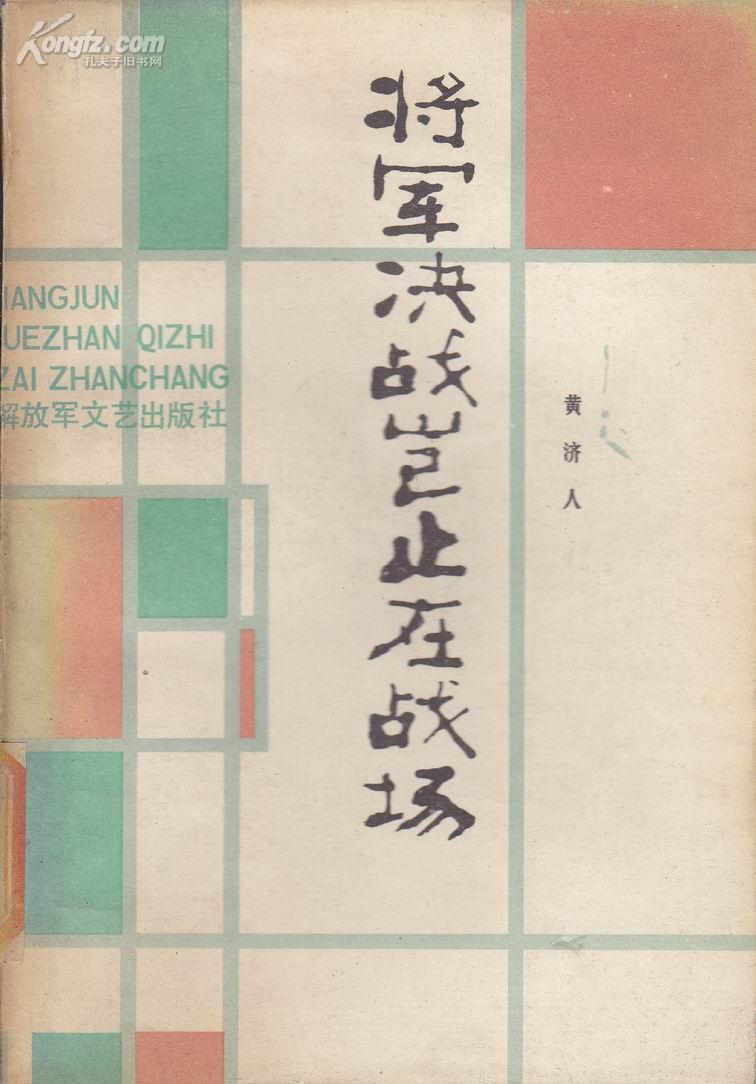 Kongfz.com
孔夫子旧书网
将军决战岂止在战场
IANGJUN
UEZHAN QIZHI
ZAI ZHANCHANG
解放军文艺出版社
黄济人